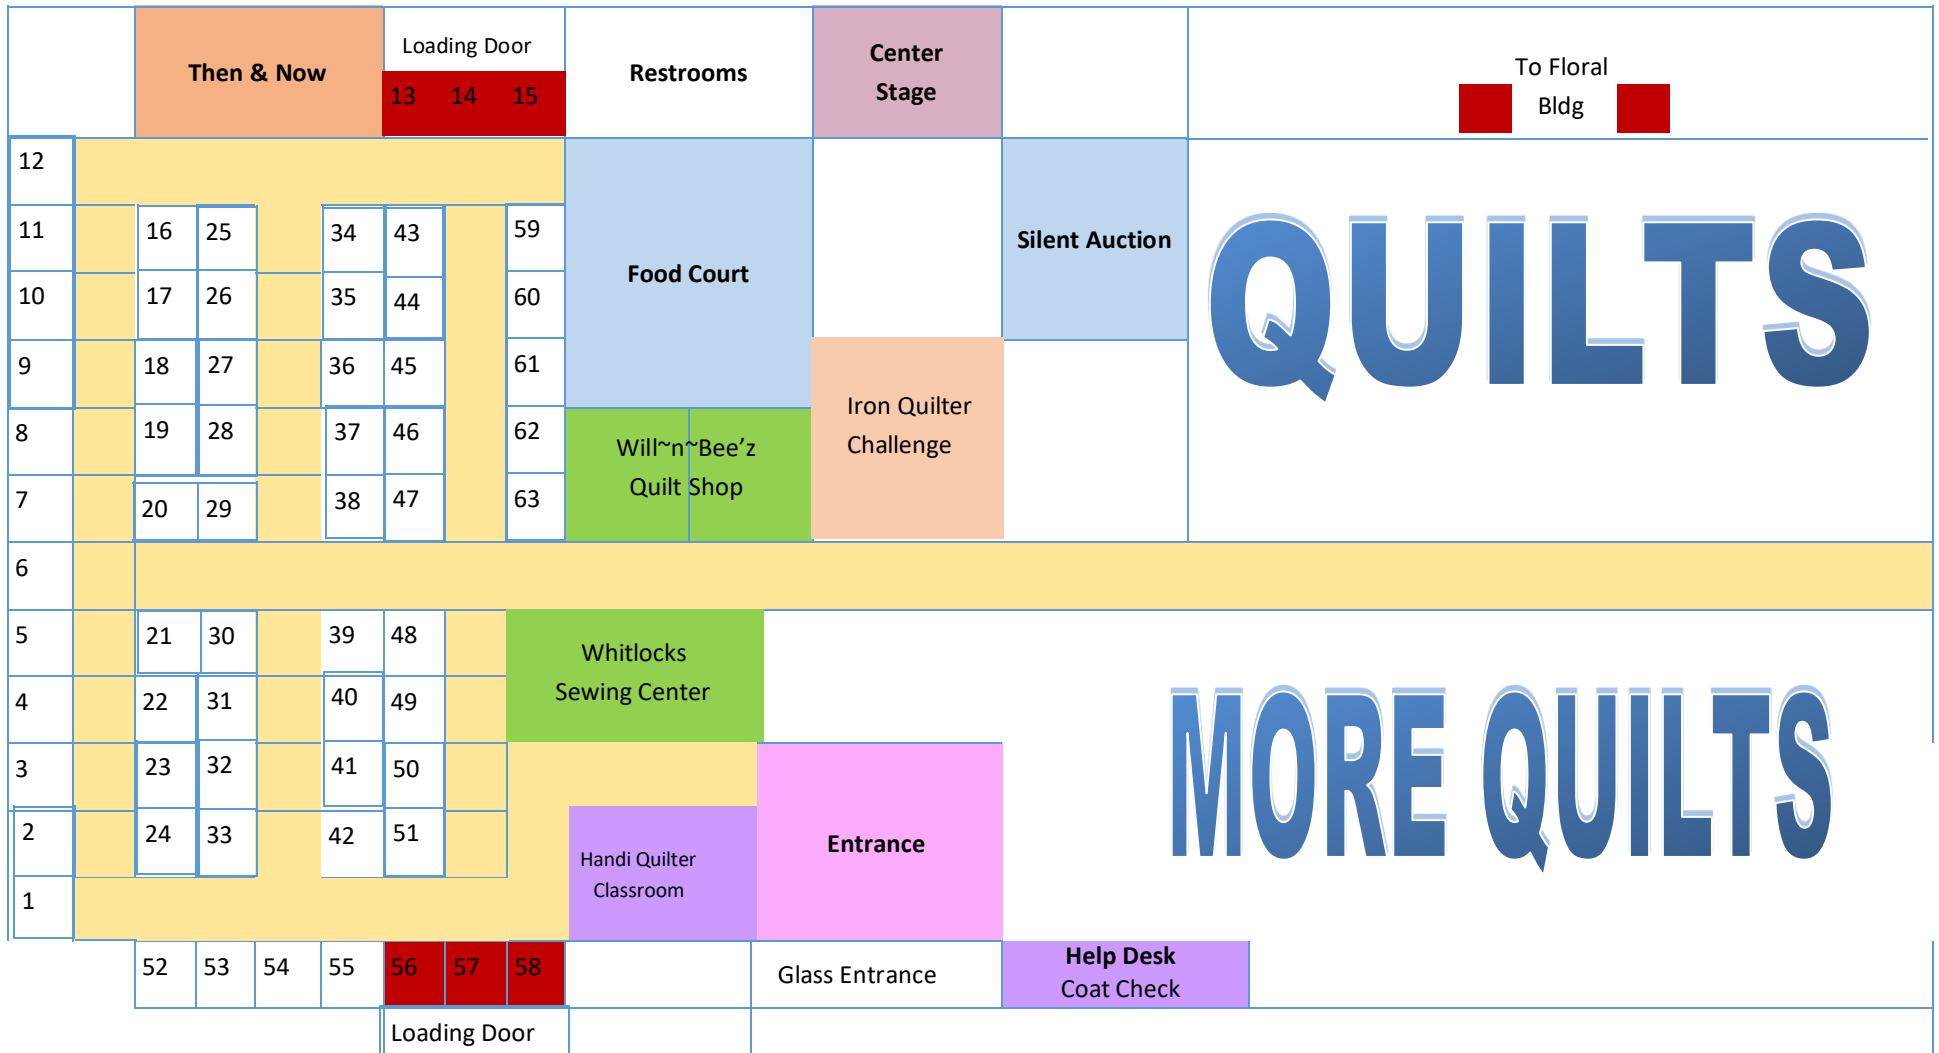 Loading Door
Then & Now
Restrooms
Center
Stage
To Floral
Bldg
13 14 15
12
11 16 25 34 43 59
Silent Auction
QUILTS
Food Court
10 17 26 35 44 60
9 18 27 36 45 61
Iron Quilter
Challenge
8 19 28 37 46 62
Will~n~Bee’z
Quilt Shop
7 20 29 38 47 63
6
5 21 30 39 48
Whitlocks
Sewing Center
4 22 31 40 49
MORE QUILTS
3 23 32 41 50
2 24 33 42 51
Entrance
Handi Quilter
Classroom
1
52 53 54 55 56 57 58
Glass Entrance
Help Desk
Coat Check
Loading Door